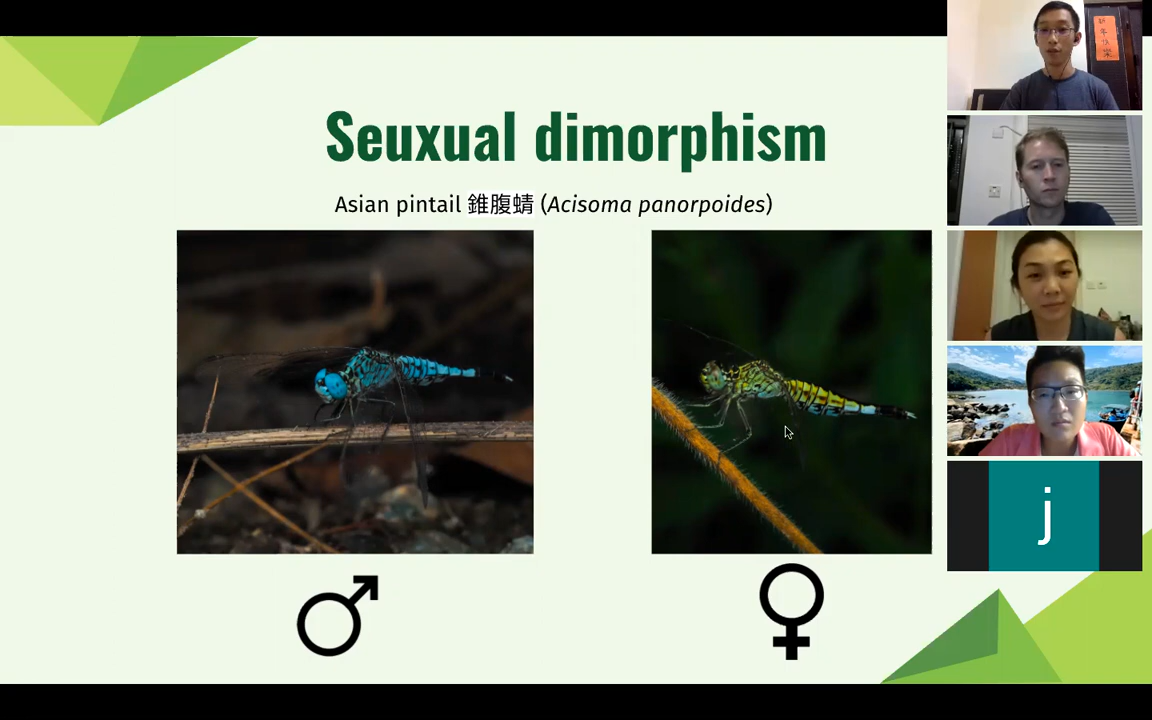 Seuxual dimorphism
Asian pintail 錐腹蜻 (Acisoma panorpoides)
j